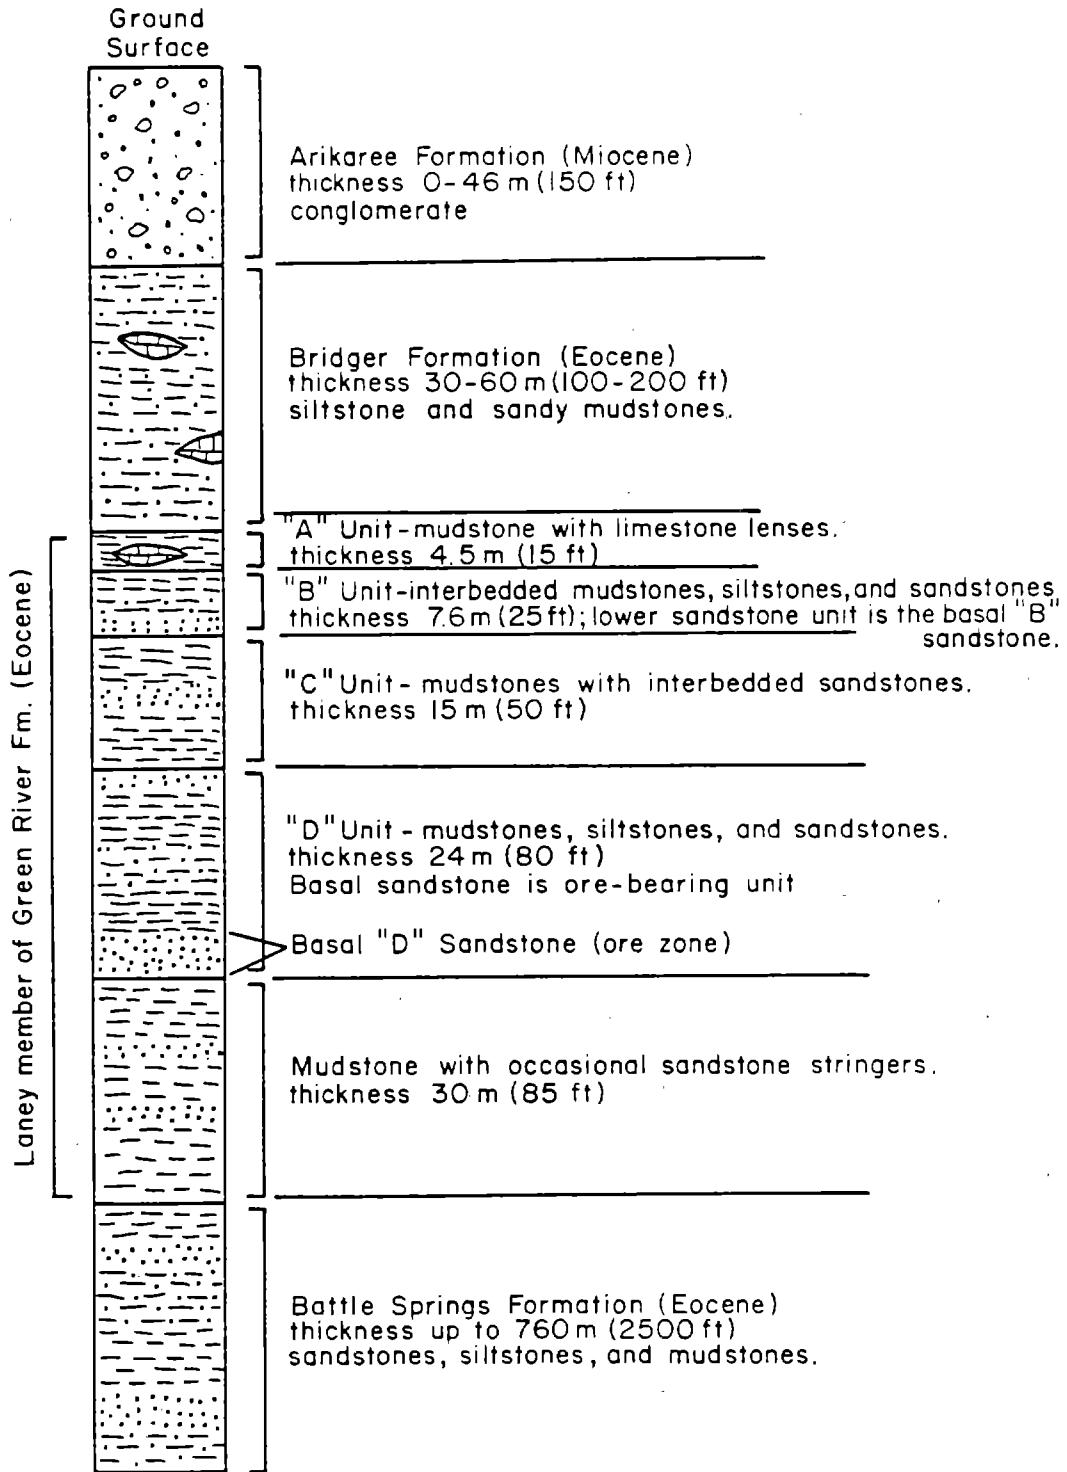 Ground
Surface
Arikaree Formation (Miocene)
thickness 0-46 m (150 ft)
conglomerate
Bridger Formation (Eocene)
thickness 30-60 m (100-200 ft)
siltstone and sandy mudstones.
"A" Unit-mudstone with limestone lenses.
thickness 4.5 m (15 ft)
"B" Unit-interbedded mudstones, siltstones, and sandstones
thickness 7.6 m (25 ft); lower sandstone unit is the basal "B"
sandstone.
"C" Unit - mudstones with interbedded sandstones.
thickness 15 m (50 ft)
"D" Unit - mudstones, siltstones, and sandstones.
thickness 24 m (80 ft)
Basal sandstone is ore-bearing unit
Basal "D" Sandstone (ore zone)
Mudstone with occasional sandstone stringers.
thickness 30 m (85 ft)
Battle Springs Formation (Eocene)
thickness up to 760 m (2500 ft)
sandstones, siltstones, and mudstones.
Laney member of Green River Fm. (Eocene)